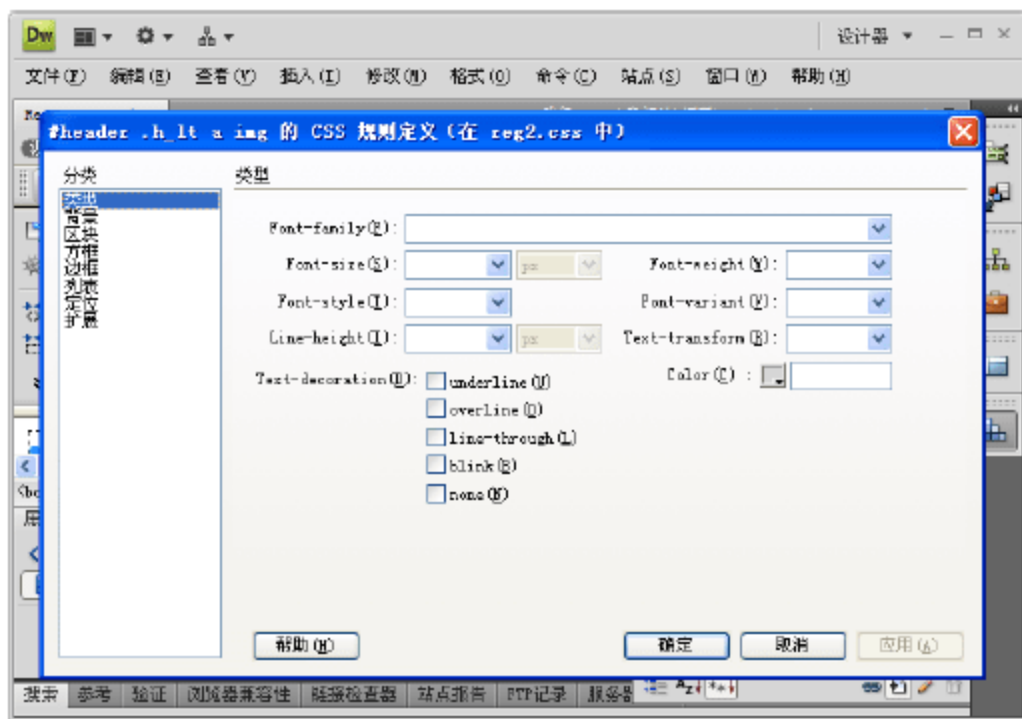 Dw
设计器
文件(F) 编辑(E) 查看(V) 插入(I) 修改(M) 格式(O) 命令(C) 站点(S) 窗口(W) 帮助(H)
#header .h_lt a img 的 CSS 规则定义(在 reg2.css 中)
分类
类型
背景
区块
方框
边框
列表
定位
扩展
类型
Font-family(F):
Font-size(S): px Font-weight(W):
Font-style(T): Font-variant(V):
Line-height(I): px Text-transform(R):
Text-decoration(D): underline(U) Color(C) :
overline(O)
line-through(L)
blink(B)
none(N)
帮助(H) 确定 取消 应用(A)
搜索 参考 验证 浏览器兼容性 链接检查器 站点报告 FTP记录 服务器